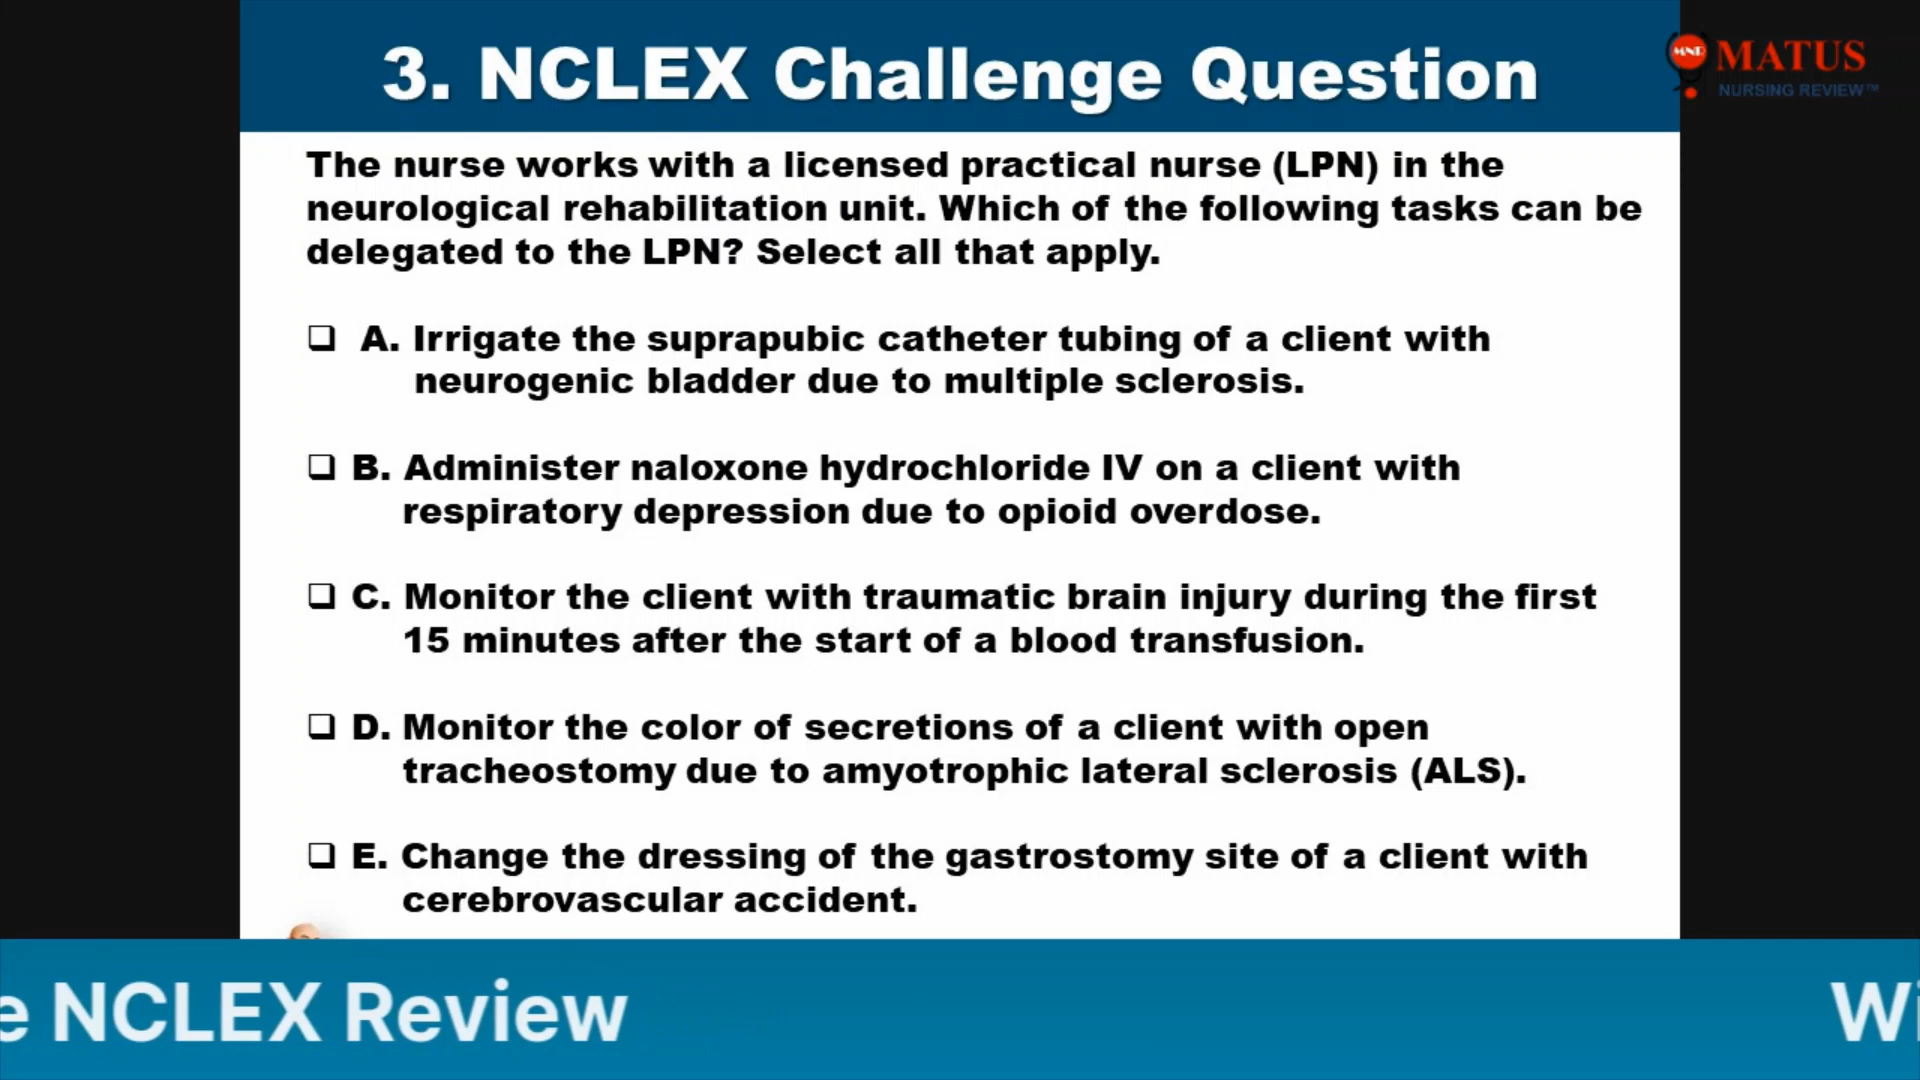 3. NCLEX Challenge Question
MNR MATUS
NURSING REVIEW™
The nurse works with a licensed practical nurse (LPN) in the
neurological rehabilitation unit. Which of the following tasks can be
delegated to the LPN? Select all that apply.
❑ A. Irrigate the suprapubic catheter tubing of a client with
neurogenic bladder due to multiple sclerosis.
❑ B. Administer naloxone hydrochloride IV on a client with
respiratory depression due to opioid overdose.
❑ C. Monitor the client with traumatic brain injury during the first
15 minutes after the start of a blood transfusion.
❑ D. Monitor the color of secretions of a client with open
tracheostomy due to amyotrophic lateral sclerosis (ALS).
❑ E. Change the dressing of the gastrostomy site of a client with
cerebrovascular accident.
e NCLEX Review Wi